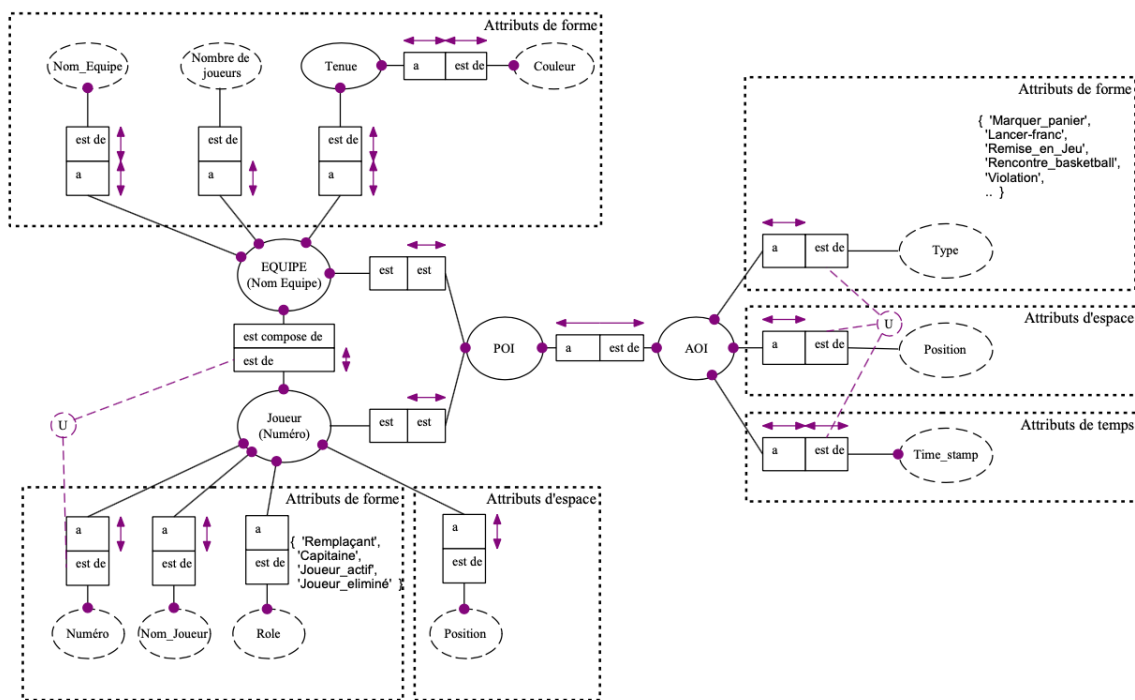 Attributs de forme
Nom_Equipe
Nombre de
joueurs
Tenue
a
est de
Couleur
est de
a
est de
a
est de
a
EQUIPE
(Nom Equipe)
est
est
est compose de
est de
Joueur
(Numéro)
est
est
U
POI
a
est de
AOI
Attributs de forme
{ 'Marquer_panier',
'Lancer-franc',
'Remise_en_Jeu',
'Rencontre_basketball',
'Violation',
.. }
a
est de
Type
U
Attributs d'espace
a
est de
Position
Attributs de temps
a
est de
Time_stamp
Attributs de forme
a
est de
Numéro
a
est de
Nom_Joueur
a
est de
Role
{ 'Remplaçant',
'Capitaine',
'Joueur_actif',
'Joueur_eliminé' }
Attributs d'espace
a
est de
Position